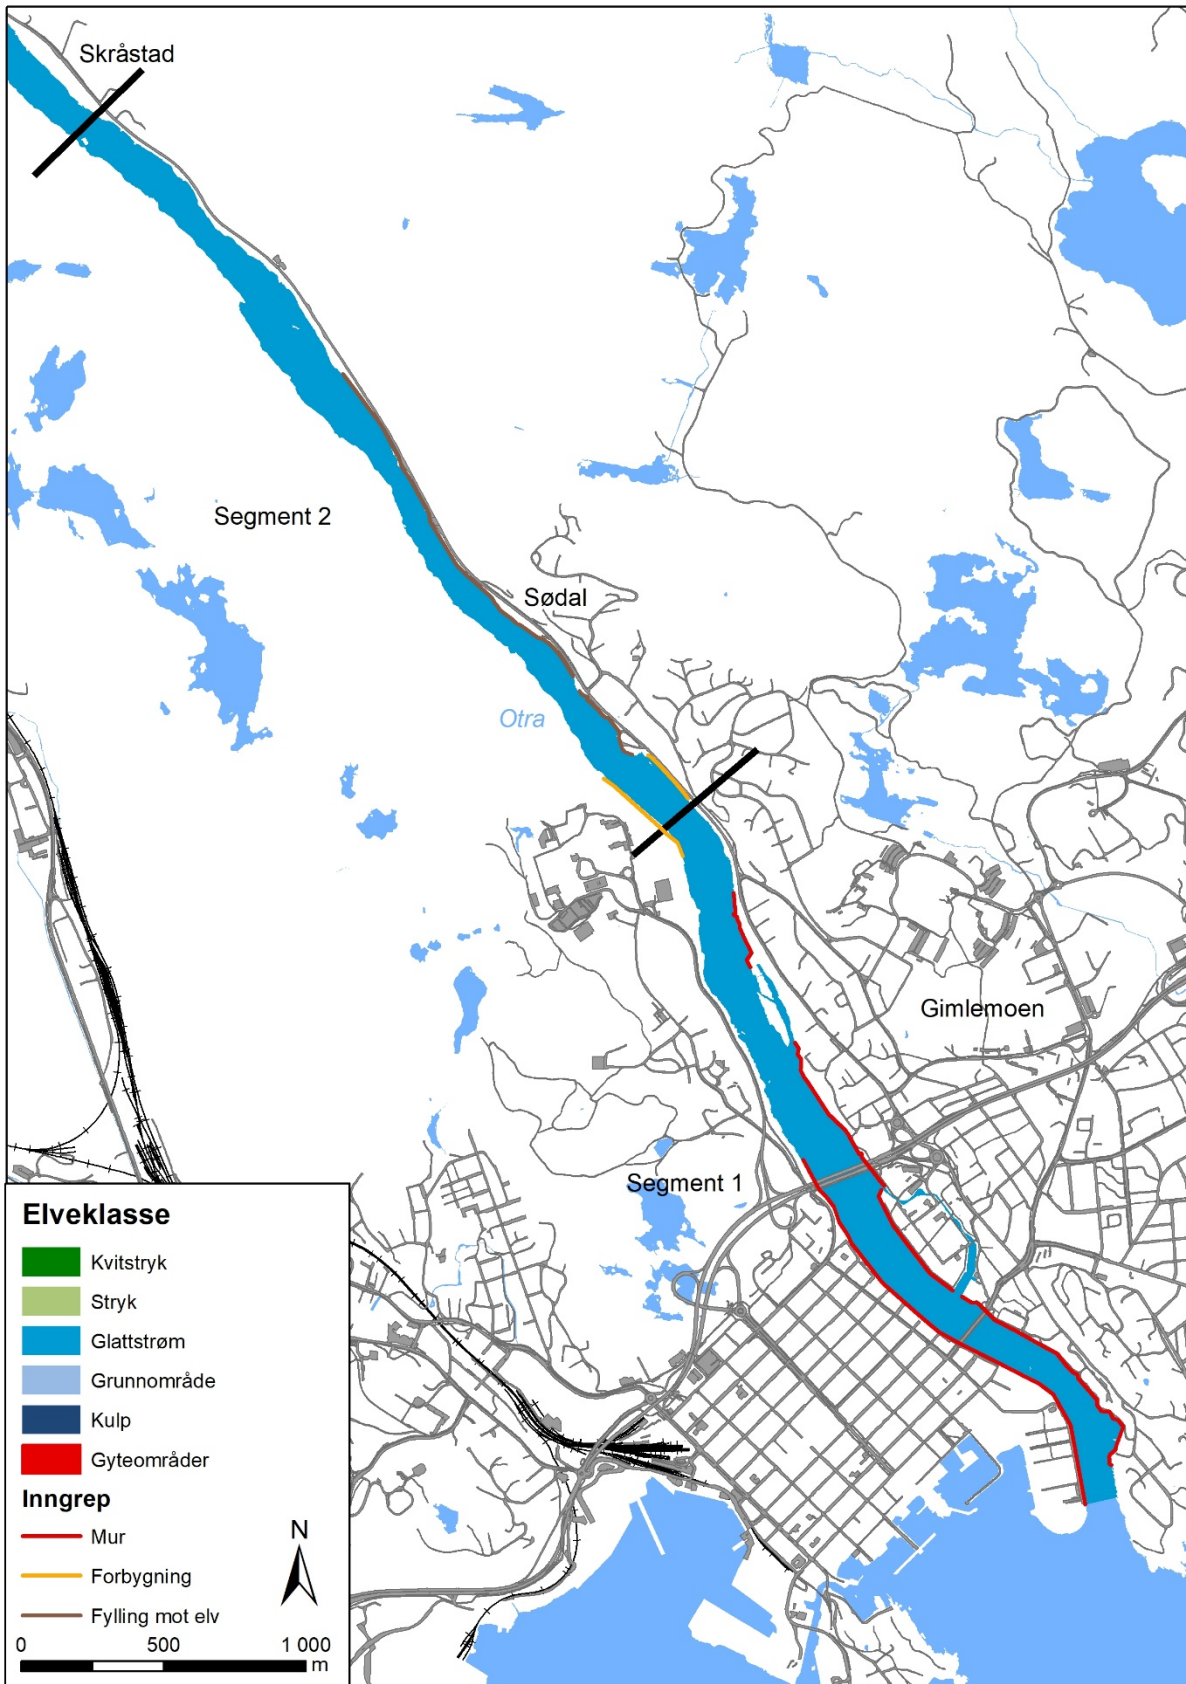 Skråstad
Segment 2
Sødal
Otra
Gimlemoen
Segment 1
Elveklasse
Kvitstryk
Stryk
Glattstrøm
Grunnområde
Kulp
Gyteområder
Inngrep
Mur
N
Forbygning
Fylling mot elv
0 500 1 000
m